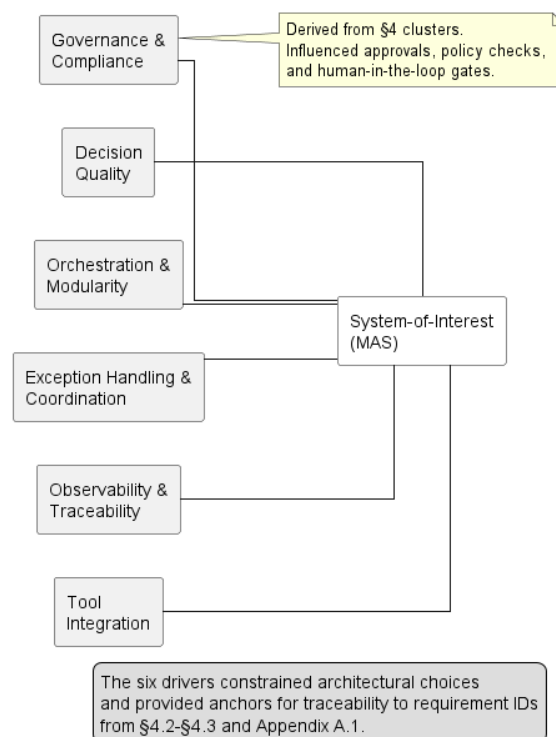 Governance &
Compliance
Derived from §4 clusters.
Influenced approvals, policy checks,
and human-in-the-loop gates.
Decision
Quality
Orchestration &
Modularity
System-of-Interest
(MAS)
Exception Handling &
Coordination
Observability &
Traceability
Tool
Integration
The six drivers constrained architectural choices
and provided anchors for traceability to requirement IDs
from §4.2-§4.3 and Appendix A.1.